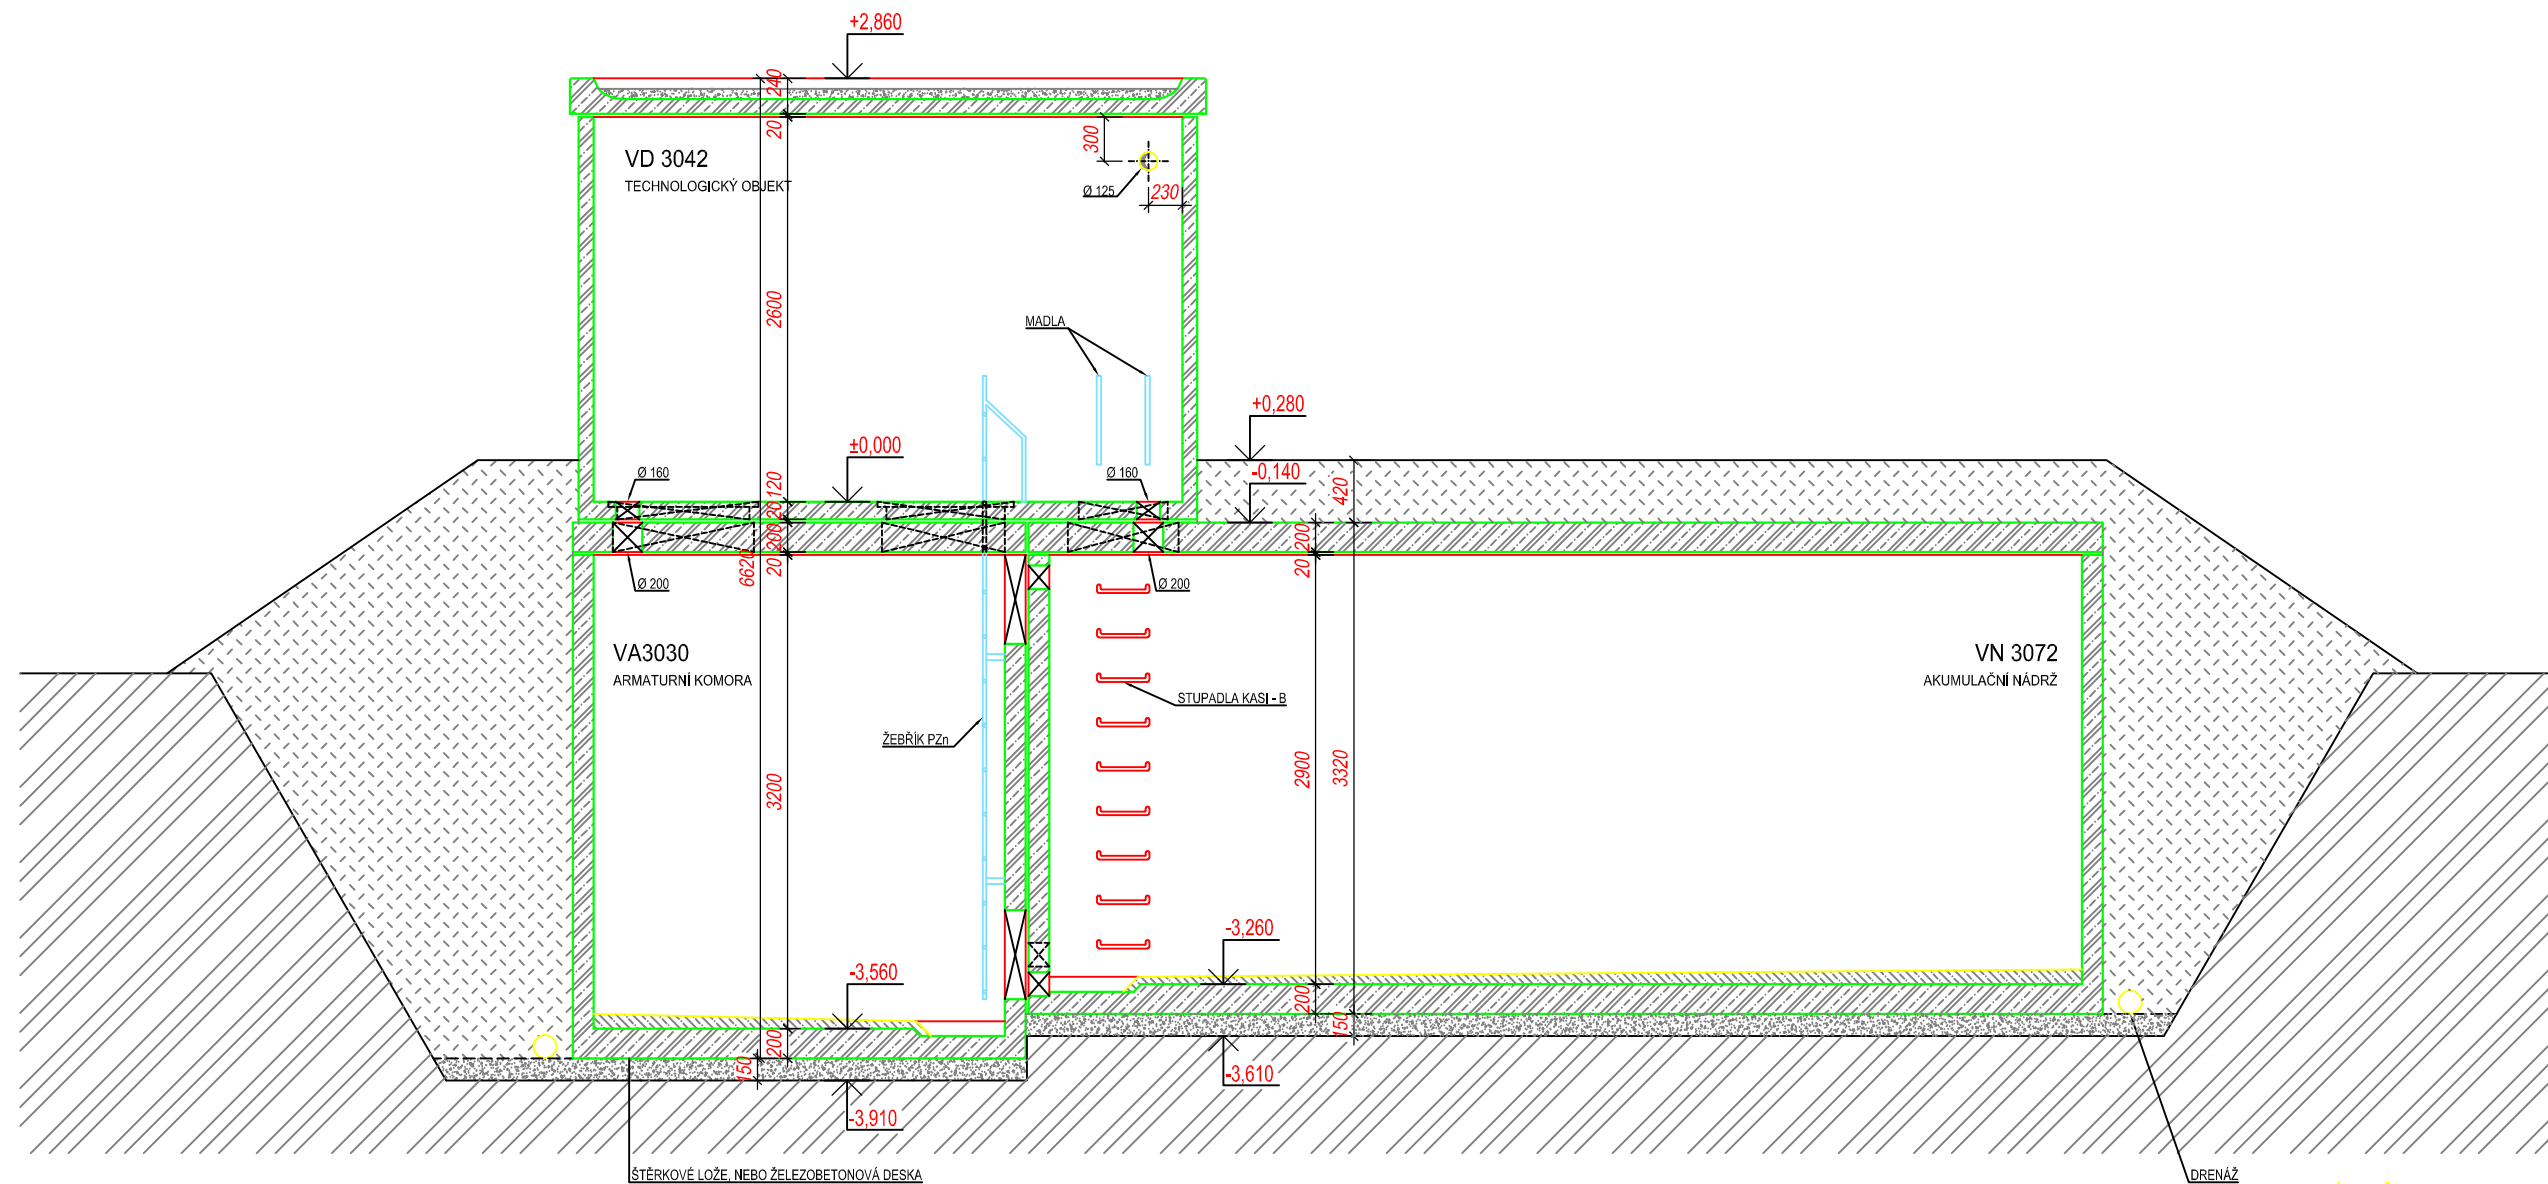 +2,860
240
20
300
VD 3042
TECHNOLOGICKÝ OBJEKT
Ø 125
230
2600
MADLA
+0,280
±0,000
-0,140
Ø 160
Ø 160
120
420
20
200
200
6620
20
20
Ø 200
Ø 200
VA3030
ARMATURNÍ KOMORA
VN 3072
AKUMULAČNÍ NÁDRŽ
STUPADLA KASI - B
ŽEBŘÍK PZn
3200
2900
3320
-3,260
-3,560
200
150
200
150
-3,610
-3,910
ŠTĚRKOVÉ LOŽE, NEBO ŽELEZOBETONOVÁ DESKA
DRENÁŽ